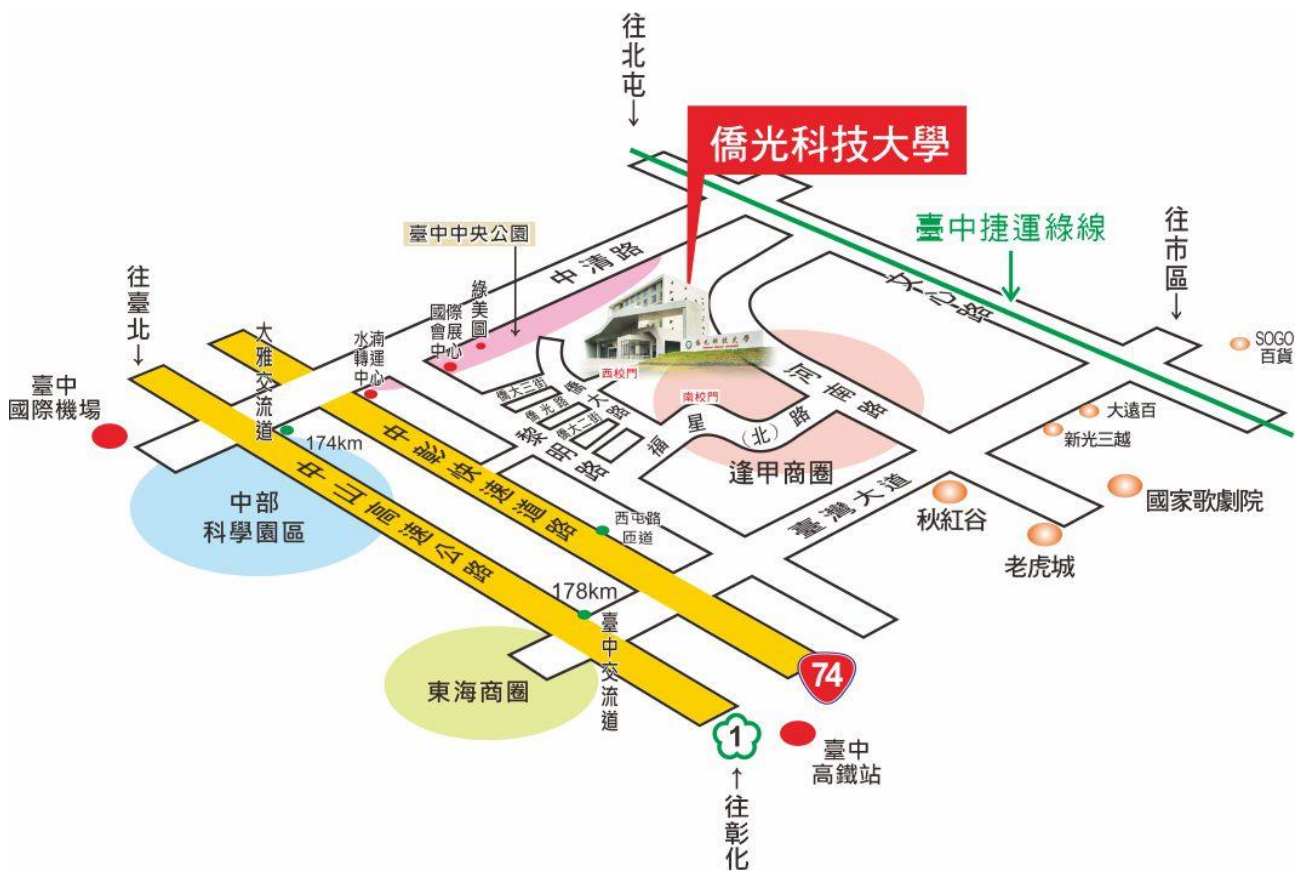 往北屯
↓
僑光科技大學
臺中捷運綠線
往市區
↓
臺中中央公園
中清路
文心路
往臺北
↓
綠美圖
國際
會展
中心
水湳
轉運
中心
大雅交流道
SOGO
百貨
臺中
國際機場
僑光科技大學
西校門
南校門
河南路
僑大三街
僑光路
僑大二街
僑大路
黎明路
福星(北)路
逢甲商圈
大遠百
新光三越
174km
中部
科學園區
中彰快速道路
中山高速公路
西屯路
匝道
臺灣大道
秋紅谷
國家歌劇院
老虎城
178km
臺中交流道
東海商圈
74
1
臺中
高鐵站
↑
往彰化